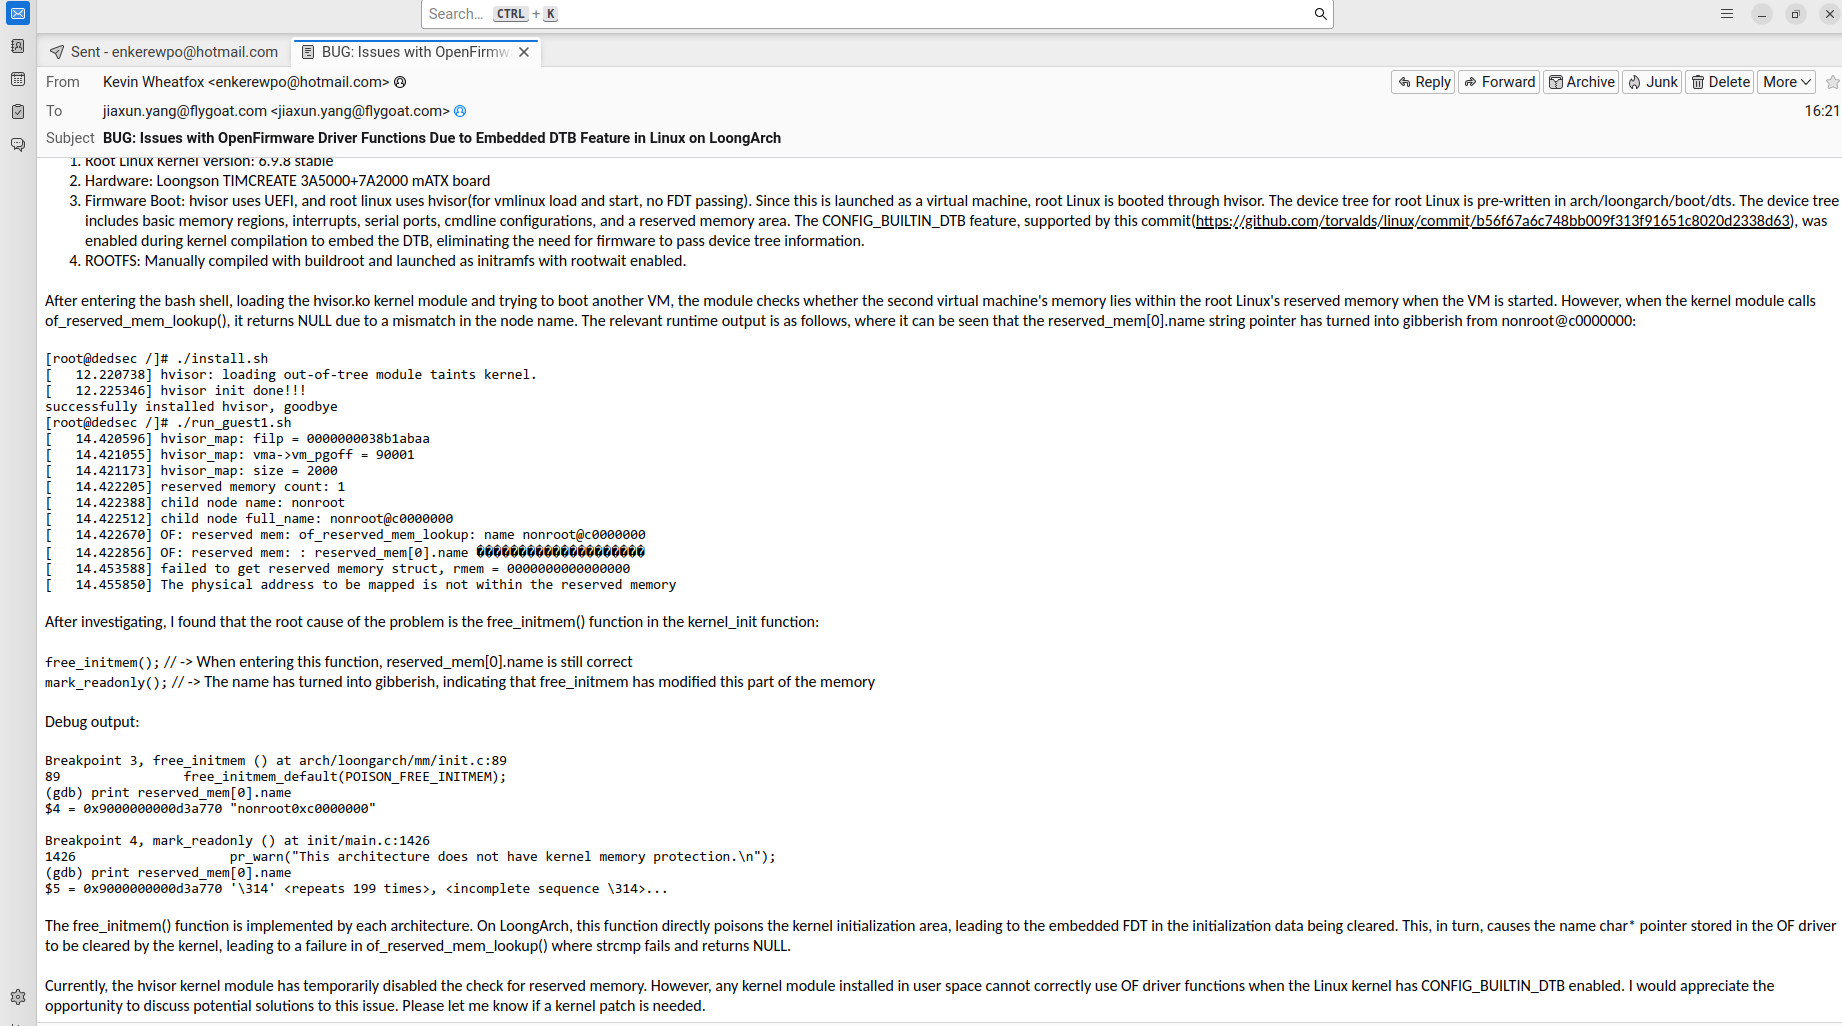 Search... CTRL + K
Sent - enkerewpo@hotmail.com BUG: Issues with OpenFirmw
From Kevin Wheatfox <enkerewpo@hotmail.com> Reply Forward Archive Junk Delete More
To jiaxun.yang@flygoat.com <jiaxun.yang@flygoat.com> 16:21
Subject BUG: Issues with OpenFirmware Driver Functions Due to Embedded DTB Feature in Linux on LoongArch
1. Root Linux Kernel Version: 6.9.8 stable
2. Hardware: Loongson TIMCREATE 3A5000+7A2000 mATX board
3. Firmware Boot: hvisor uses UEFI, and root linux uses hvisor(for vmlinux load and start, no FDT passing). Since this is launched as a virtual machine, root Linux is booted through hvisor. The device tree for root Linux is pre-written in arch/loongarch/boot/dts. The device tree
includes basic memory regions, interrupts, serial ports, cmdline configurations, and a reserved memory area. The CONFIG_BUILTIN_DTB feature, supported by this commit(https://github.com/torvalds/linux/commit/b56f67a6c748bb009f313f91651c8020d2338d63), was
enabled during kernel compilation to embed the DTB, eliminating the need for firmware to pass device tree information.
4. ROOTFS: Manually compiled with buildroot and launched as initramfs with rootwait enabled.
After entering the bash shell, loading the hvisor.ko kernel module and trying to boot another VM, the module checks whether the second virtual machine's memory lies within the root Linux's reserved memory when the VM is started. However, when the kernel module calls
of_reserved_mem_lookup(), it returns NULL due to a mismatch in the node name. The relevant runtime output is as follows, where it can be seen that the reserved_mem[0].name string pointer has turned into gibberish from nonroot@c0000000:
[root@dedsec /]# ./install.sh
[   12.220738] hvisor: loading out-of-tree module taints kernel.
[   12.225346] hvisor init done!!!
successfully installed hvisor, goodbye
[root@dedsec /]# ./run_guest1.sh
[   14.420596] hvisor_map: filp = 0000000038b1abaa
[   14.421055] hvisor_map: vma->vm_pgoff = 90001
[   14.421173] hvisor_map: size = 2000
[   14.422205] reserved memory count: 1
[   14.422388] child node name: nonroot
[   14.422512] child node full_name: nonroot@c0000000
[   14.422670] OF: reserved mem: of_reserved_mem_lookup: name nonroot@c0000000
[   14.422856] OF: reserved mem: : reserved_mem[0].name ������������������������
[   14.453588] failed to get reserved memory struct, rmem = 0000000000000000
[   14.455850] The physical address to be mapped is not within the reserved memory
After investigating, I found that the root cause of the problem is the free_initmem() function in the kernel_init function:
free_initmem(); // -> When entering this function, reserved_mem[0].name is still correct
mark_readonly(); // -> The name has turned into gibberish, indicating that free_initmem has modified this part of the memory
Debug output:
Breakpoint 3, free_initmem () at arch/loongarch/mm/init.c:89
89 free_initmem_default(POISON_FREE_INITMEM);
(gdb) print reserved_mem[0].name
$4 = 0x9000000000d3a770 "nonroot0xc0000000"
Breakpoint 4, mark_readonly () at init/main.c:1426
1426 pr_warn("This architecture does not have kernel memory protection.\n");
(gdb) print reserved_mem[0].name
$5 = 0x9000000000d3a770 '\314' <repeats 199 times>, <incomplete sequence \314>...
The free_initmem() function is implemented by each architecture. On LoongArch, this function directly poisons the kernel initialization area, leading to the embedded FDT in the initialization data being cleared. This, in turn, causes the name char* pointer stored in the OF driver
to be cleared by the kernel, leading to a failure in of_reserved_mem_lookup() where strcmp fails and returns NULL.
Currently, the hvisor kernel module has temporarily disabled the check for reserved memory. However, any kernel module installed in user space cannot correctly use OF driver functions when the Linux kernel has CONFIG_BUILTIN_DTB enabled. I would appreciate the
opportunity to discuss potential solutions to this issue. Please let me know if a kernel patch is needed.